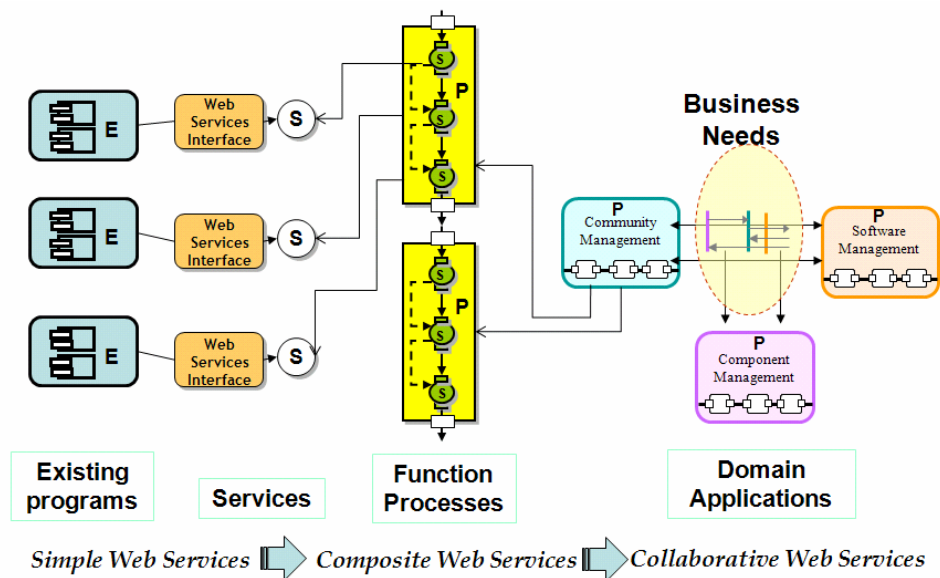 E
Web
Services
Interface
S
E
Web
Services
Interface
S
E
Web
Services
Interface
S
S
P
S
S
S
P
S
S
Business
Needs
P
Community
Management
P
Software
Management
P
Component
Management
Existing
programs
Services
Function
Processes
Domain
Applications
Simple Web Services
Composite Web Services
Collaborative Web Services